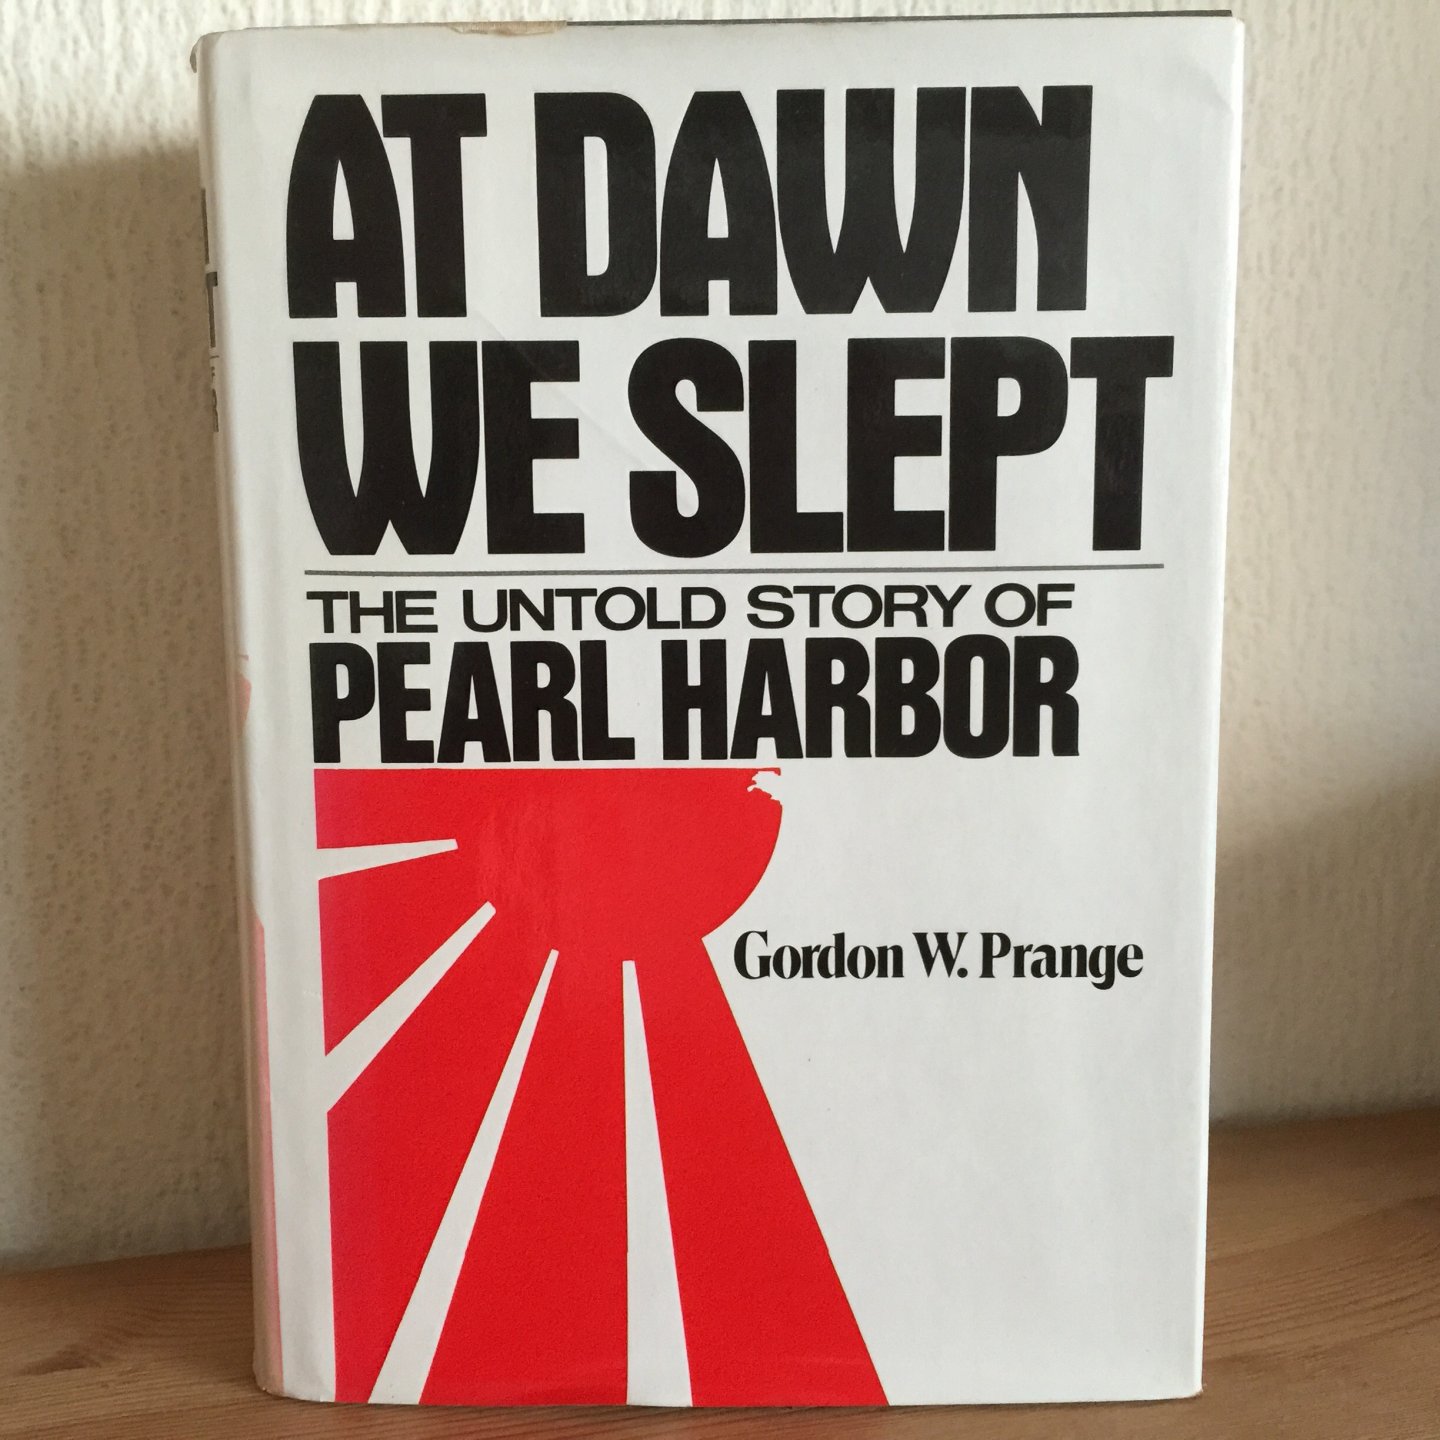 AT DAWN
WE SLEPT
THE UNTOLD STORY OF
PEARL HARBOR
Gordon W. Prange